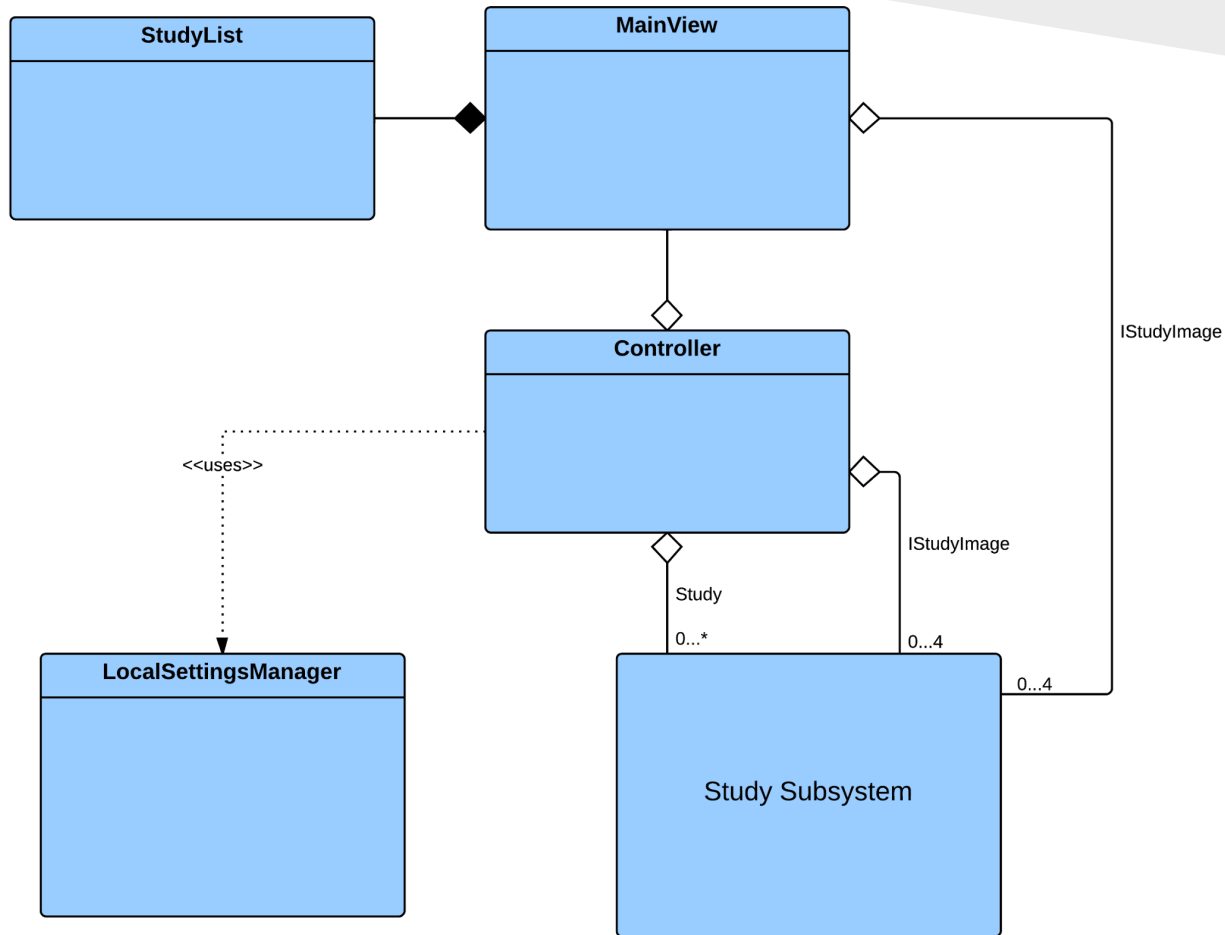 StudyList
MainView
IStudyImage
Controller
<<uses>>
IStudyImage
Study
0...*
0...4
LocalSettingsManager
0...4
Study Subsystem